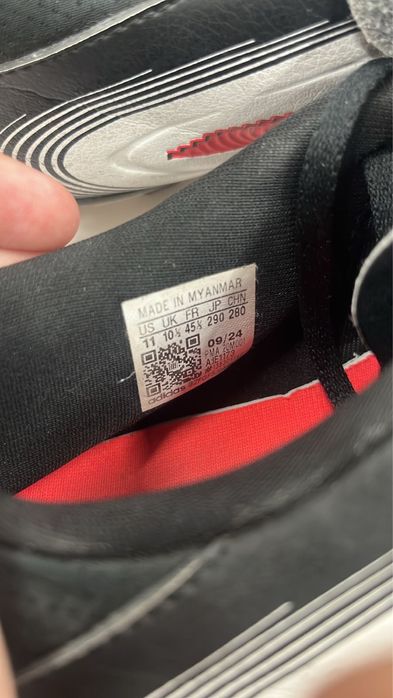 MADE IN MYANMAR
US UK FR JP CHN
11 10½ 45⅓ 290 280
09/24
adidas